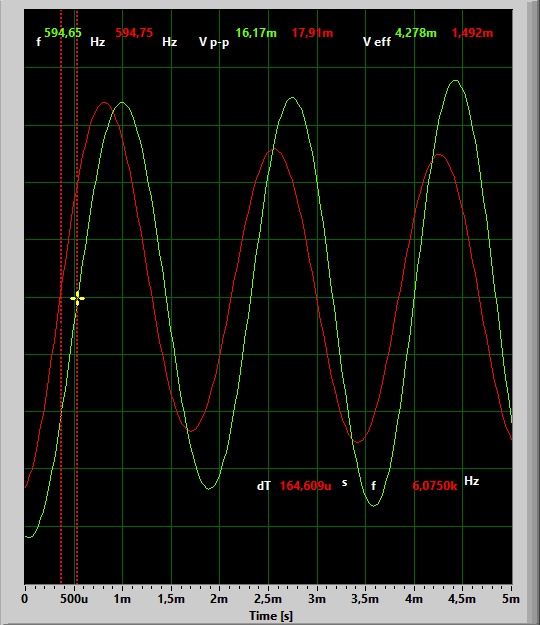 f 594,65 Hz 594,75 Hz V p-p 16,17m 17,91m V eff 4,278m 1,492m
dT 164,609u s f 6,0750k Hz
0 500u 1m 1,5m 2m 2,5m 3m 3,5m 4m 4,5m 5m
Time [s]